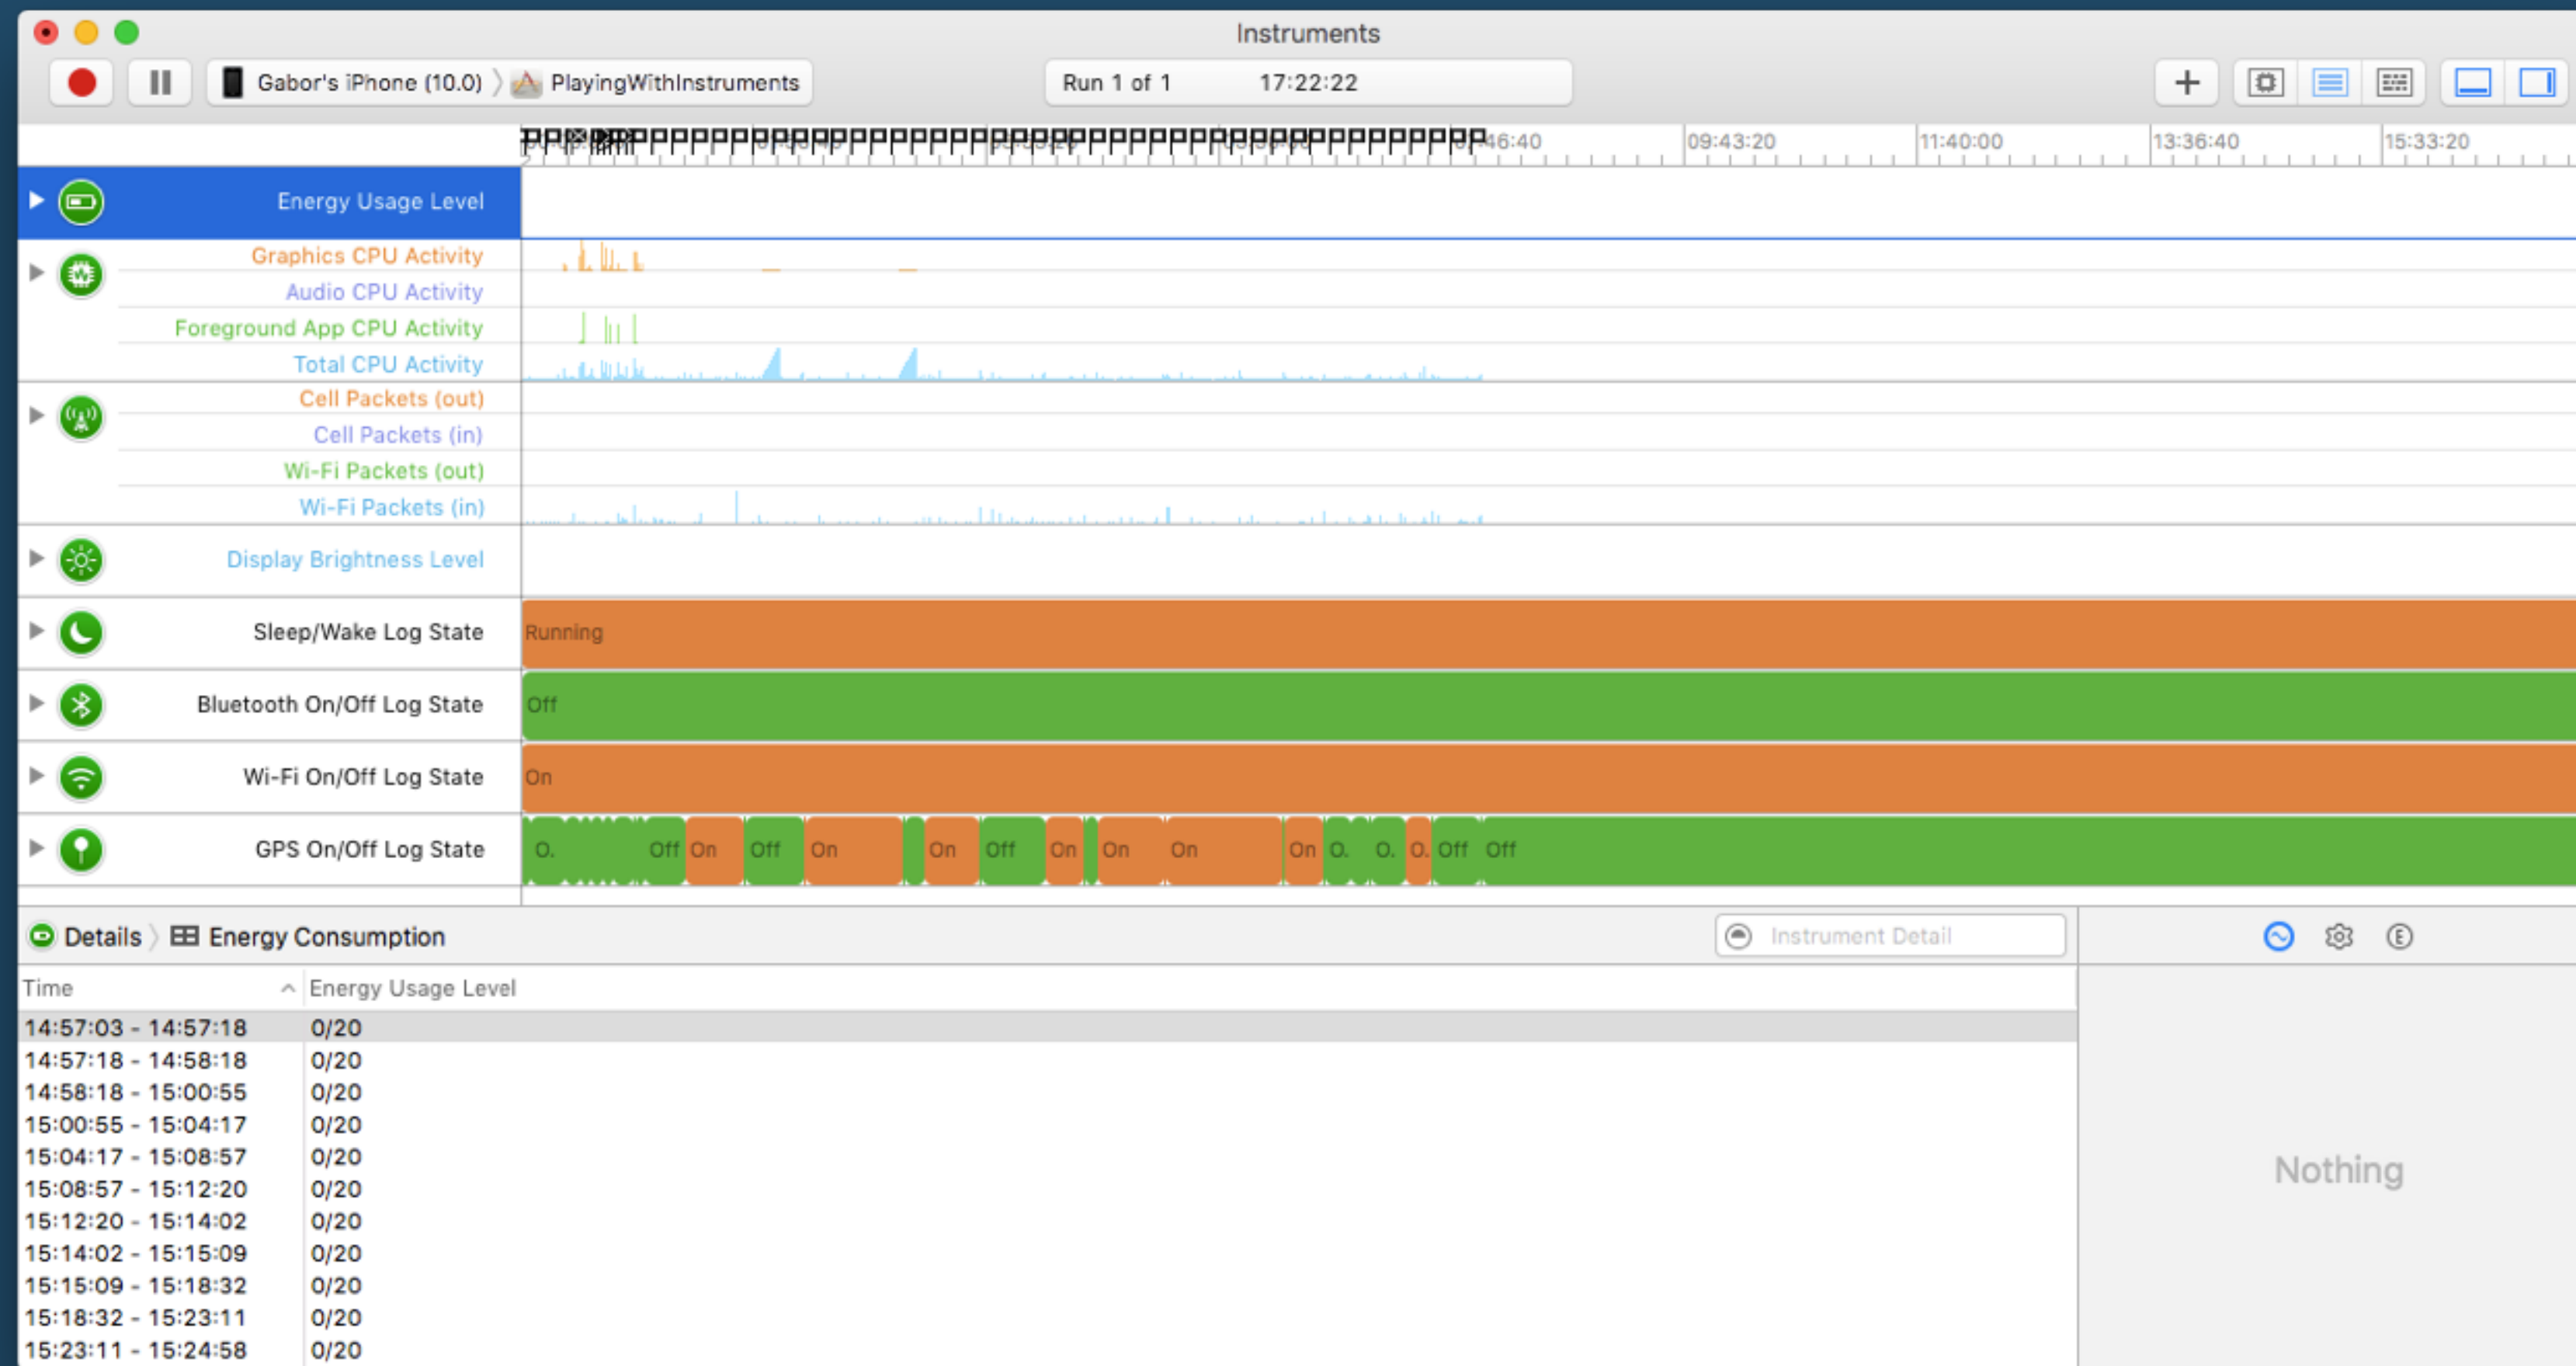 Instruments
Gabor's iPhone (10.0) PlayingWithInstruments
Run 1 of 1 17:22:22
46:40 09:43:20 11:40:00 13:36:40 15:33:20
Energy Usage Level
Graphics CPU Activity
Audio CPU Activity
Foreground App CPU Activity
Total CPU Activity
Cell Packets (out)
Cell Packets (in)
Wi-Fi Packets (out)
Wi-Fi Packets (in)
Display Brightness Level
Sleep/Wake Log State Running
Bluetooth On/Off Log State Off
Wi-Fi On/Off Log State On
GPS On/Off Log State O. Off On Off On On Off On On On On O. O. O. Off Off
Details Energy Consumption Instrument Detail
Time Energy Usage Level
14:57:03 - 14:57:18 0/20
14:57:18 - 14:58:18 0/20
14:58:18 - 15:00:55 0/20
15:00:55 - 15:04:17 0/20
15:04:17 - 15:08:57 0/20
15:08:57 - 15:12:20 0/20
15:12:20 - 15:14:02 0/20
15:14:02 - 15:15:09 0/20
15:15:09 - 15:18:32 0/20
15:18:32 - 15:23:11 0/20
15:23:11 - 15:24:58 0/20
Nothing